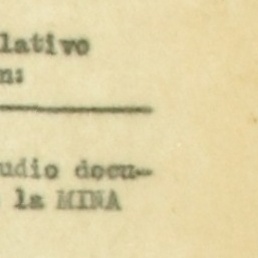 lativo
n:
udio docu-
la MINA